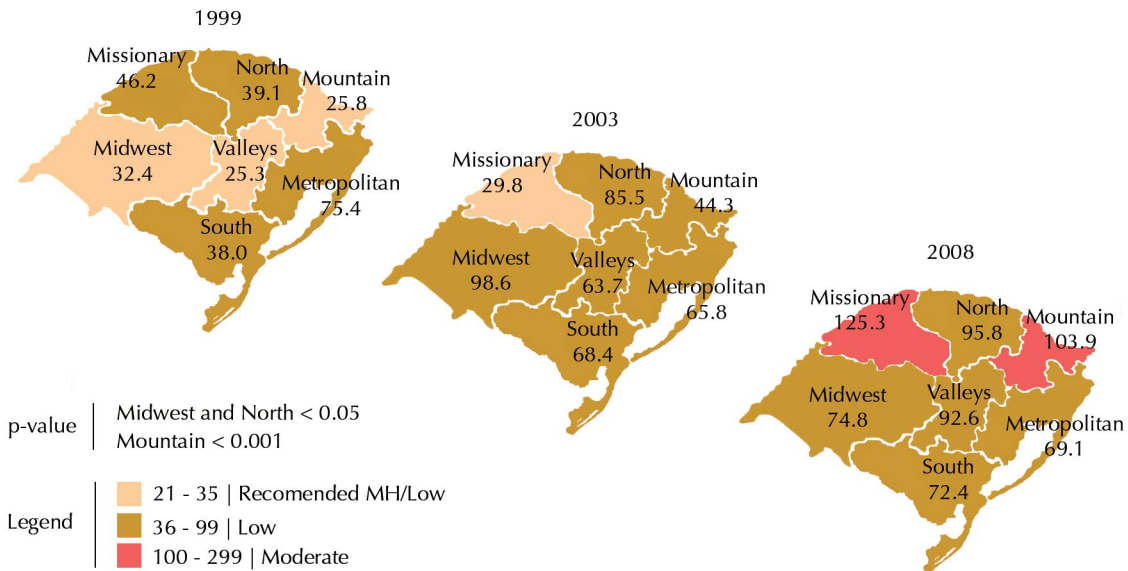 1999
Missionary
46.2
North
39.1
Mountain
25.8
Midwest
32.4
Valleys
25.3
Metropolitan
75.4
South
38.0
2003
Missionary
29.8
North
85.5
Mountain
44.3
Midwest
98.6
Valleys
63.7
Metropolitan
65.8
South
68.4
2008
Missionary
125.3
North
95.8
Mountain
103.9
Midwest
74.8
Valleys
92.6
Metropolitan
69.1
South
72.4
p-value
Midwest and North < 0.05
Mountain < 0.001
Legend
21 - 35 | Recomended MH/Low
36 - 99 | Low
100 - 299 | Moderate